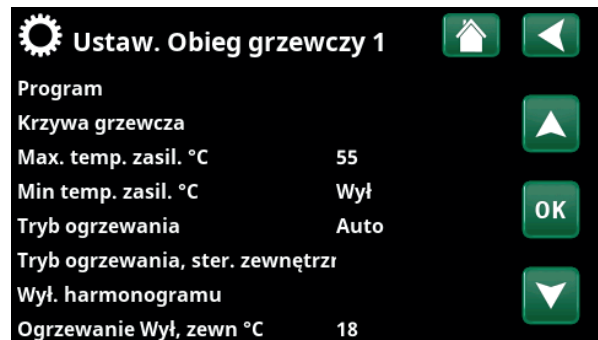 Ustaw. Obieg grzewczy 1
Program
Krzywa grzewcza
Max. temp. zasil. °C 55
Min temp. zasil. °C Wył
Tryb ogrzewania Auto
OK
Tryb ogrzewania, ster. zewnętrzr
Wył. harmonogramu
Ogrzewanie Wył, zewn °C 18